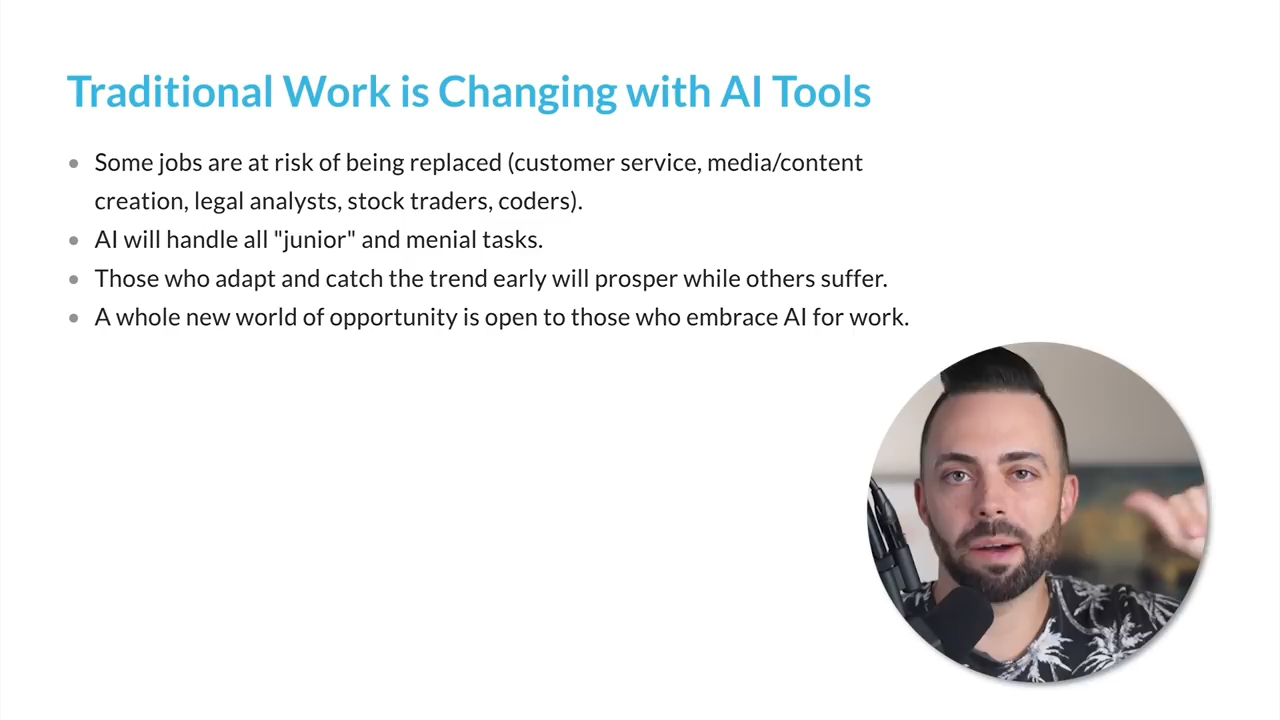 Traditional Work is Changing with AI Tools
• Some jobs are at risk of being replaced (customer service, media/content
creation, legal analysts, stock traders, coders).
• AI will handle all "junior" and menial tasks.
• Those who adapt and catch the trend early will prosper while others suffer.
• A whole new world of opportunity is open to those who embrace AI for work.